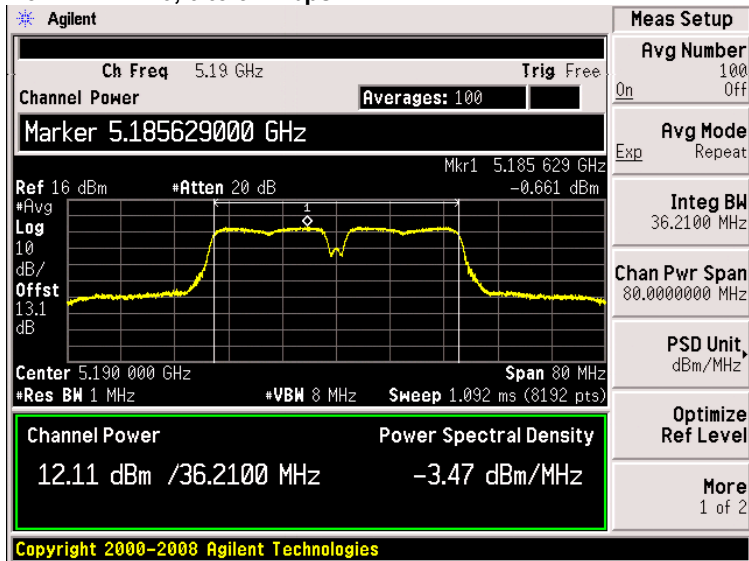 Agilent
Meas Setup
Ch Freq 5.19 GHz Trig Free
Channel Power Averages: 100
Marker 5.185629000 GHz
Mkr1 5.185 629 GHz
Ref 16 dBm #Atten 20 dB -0.661 dBm
#Avg
Log
10
dB/
Offst
13.1
dB
1
Center 5.190 000 GHz Span 80 MHz
#Res BW 1 MHz #VBW 8 MHz Sweep 1.092 ms (8192 pts)
Channel Power Power Spectral Density
12.11 dBm /36.2100 MHz -3.47 dBm/MHz
Copyright 2000-2008 Agilent Technologies
Avg Number
100
On Off
Avg Mode
Exp Repeat
Integ BW
36.2100 MHz
Chan Pwr Span
80.0000000 MHz
PSD Unit
dBm/MHz
Optimize
Ref Level
More
1 of 2